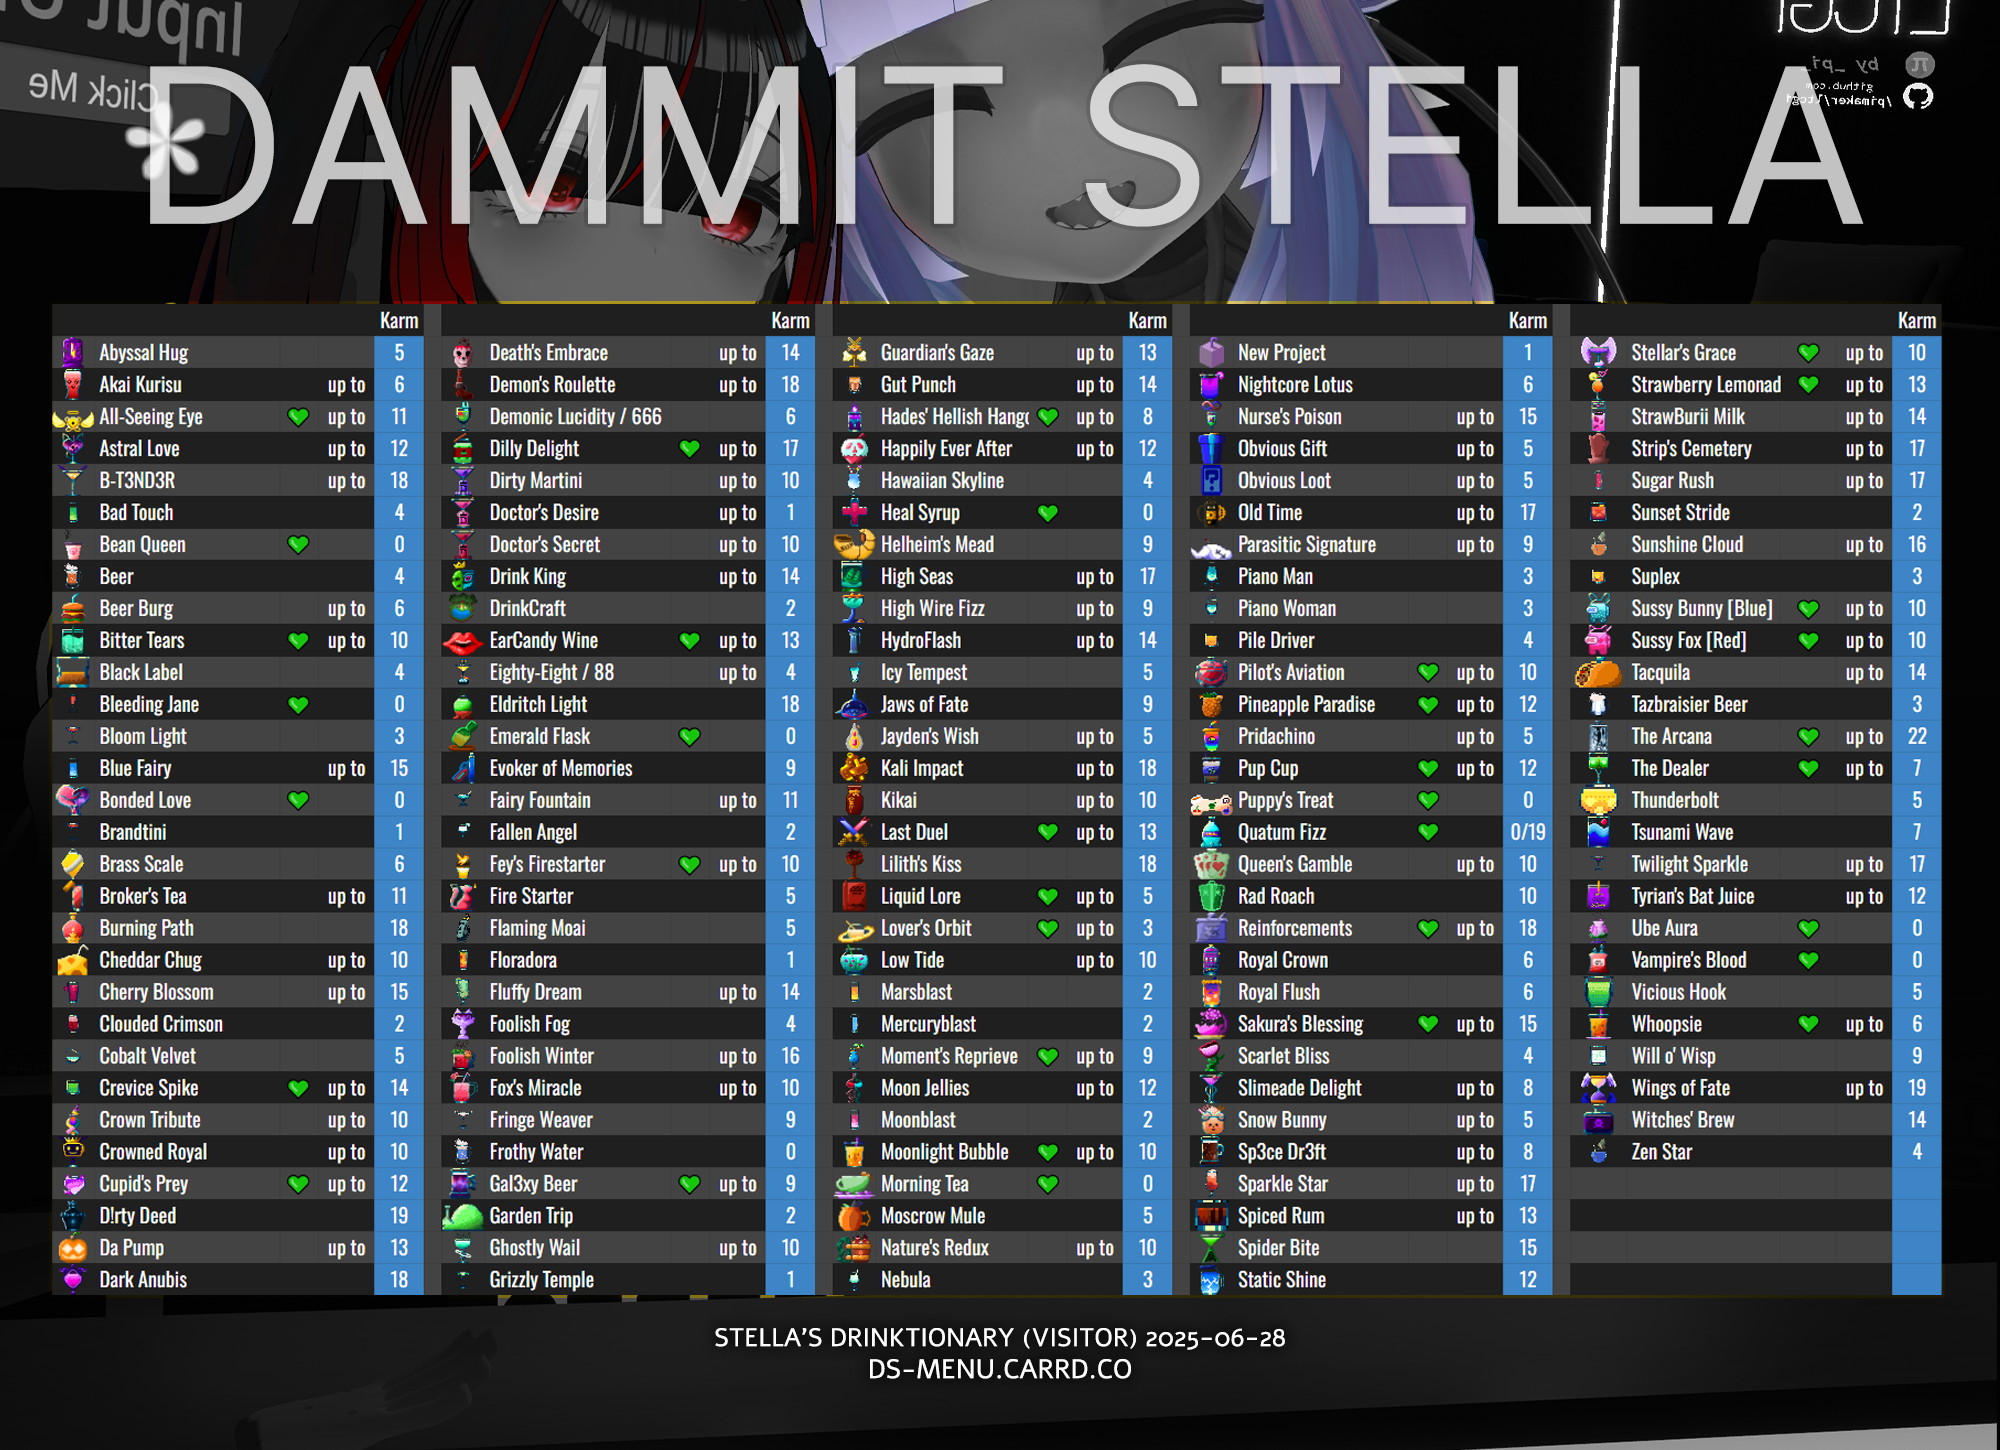 Input
Click Me
LTCGI
by _pi_
github.com
/pimaker/ltcgi
DAMMIT STELLA
Karm
Abyssal Hug 5
Akai Kurisu up to 6
All-Seeing Eye up to 11
Astral Love up to 12
B-T3ND3R up to 18
Bad Touch 4
Bean Queen 0
Beer 4
Beer Burg up to 6
Bitter Tears up to 10
Black Label 4
Bleeding Jane 0
Bloom Light 3
Blue Fairy up to 15
Bonded Love 0
Brandtini 1
Brass Scale 6
Broker's Tea up to 11
Burning Path 18
Cheddar Chug up to 10
Cherry Blossom up to 15
Clouded Crimson 2
Cobalt Velvet 5
Crevice Spike up to 14
Crown Tribute up to 10
Crowned Royal up to 10
Cupid's Prey up to 12
D!rty Deed 19
Da Pump up to 13
Dark Anubis 18
Karm
Death's Embrace up to 14
Demon's Roulette up to 18
Demonic Lucidity / 666 6
Dilly Delight up to 17
Dirty Martini up to 10
Doctor's Desire up to 1
Doctor's Secret up to 10
Drink King up to 14
DrinkCraft 2
EarCandy Wine up to 13
Eighty-Eight / 88 up to 4
Eldritch Light 18
Emerald Flask 0
Evoker of Memories 9
Fairy Fountain up to 11
Fallen Angel 2
Fey's Firestarter up to 10
Fire Starter 5
Flaming Moai 5
Floradora 1
Fluffy Dream up to 14
Foolish Fog 4
Foolish Winter up to 16
Fox's Miracle up to 10
Fringe Weaver 9
Frothy Water 0
Gal3xy Beer up to 9
Garden Trip 2
Ghostly Wail up to 10
Grizzly Temple 1
Karm
Guardian's Gaze up to 13
Gut Punch up to 14
Hades' Hellish Hang up to 8
Happily Ever After up to 12
Hawaiian Skyline 4
Heal Syrup 0
Helheim's Mead 9
High Seas up to 17
High Wire Fizz up to 9
HydroFlash up to 14
Icy Tempest 5
Jaws of Fate 9
Jayden's Wish up to 5
Kali Impact up to 18
Kikai up to 10
Last Duel up to 13
Lilith's Kiss 18
Liquid Lore up to 5
Lover's Orbit up to 3
Low Tide up to 10
Marsblast 2
Mercuryblast 2
Moment's Reprieve up to 9
Moon Jellies up to 12
Moonblast 2
Moonlight Bubble up to 10
Morning Tea 0
Moscrow Mule 5
Nature's Redux up to 10
Nebula 3
Karm
New Project 1
Nightcore Lotus 6
Nurse's Poison up to 15
Obvious Gift up to 5
Obvious Loot up to 5
Old Time up to 17
Parasitic Signature up to 9
Piano Man 3
Piano Woman 3
Pile Driver 4
Pilot's Aviation up to 10
Pineapple Paradise up to 12
Pridachino up to 5
Pup Cup up to 12
Puppy's Treat 0
Quatum Fizz 0/19
Queen's Gamble up to 10
Rad Roach 10
Reinforcements up to 18
Royal Crown 6
Royal Flush 6
Sakura's Blessing up to 15
Scarlet Bliss 4
Slimeade Delight up to 8
Snow Bunny up to 5
Sp3ce Dr3ft up to 8
Sparkle Star up to 17
Spiced Rum up to 13
Spider Bite 15
Static Shine 12
Karm
Stellar's Grace up to 10
Strawberry Lemonad up to 13
StrawBurii Milk up to 14
Strip's Cemetery up to 17
Sugar Rush up to 17
Sunset Stride 2
Sunshine Cloud up to 16
Suplex 3
Sussy Bunny [Blue] up to 10
Sussy Fox [Red] up to 10
Tacquila up to 14
Tazbraisier Beer 3
The Arcana up to 22
The Dealer up to 7
Thunderbolt 5
Tsunami Wave 7
Twilight Sparkle up to 17
Tyrian's Bat Juice up to 12
Ube Aura 0
Vampire's Blood 0
Vicious Hook 5
Whoopsie up to 6
Will o' Wisp 9
Wings of Fate up to 19
Witches' Brew 14
Zen Star 4
STELLA'S DRINKTIONARY (VISITOR) 2025-06-28
DS-MENU.CARRD.CO